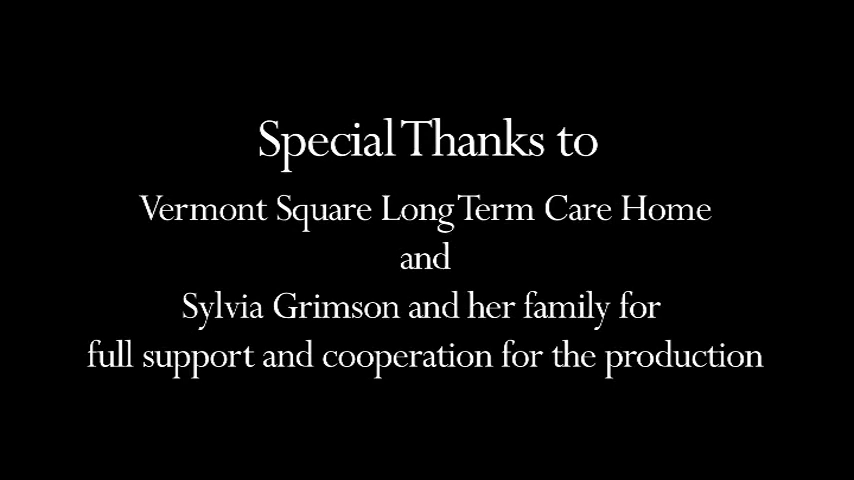 Special Thanks to
Vermont Square Long Term Care Home
and
Sylvia Grimson and her family for
full support and cooperation for the production